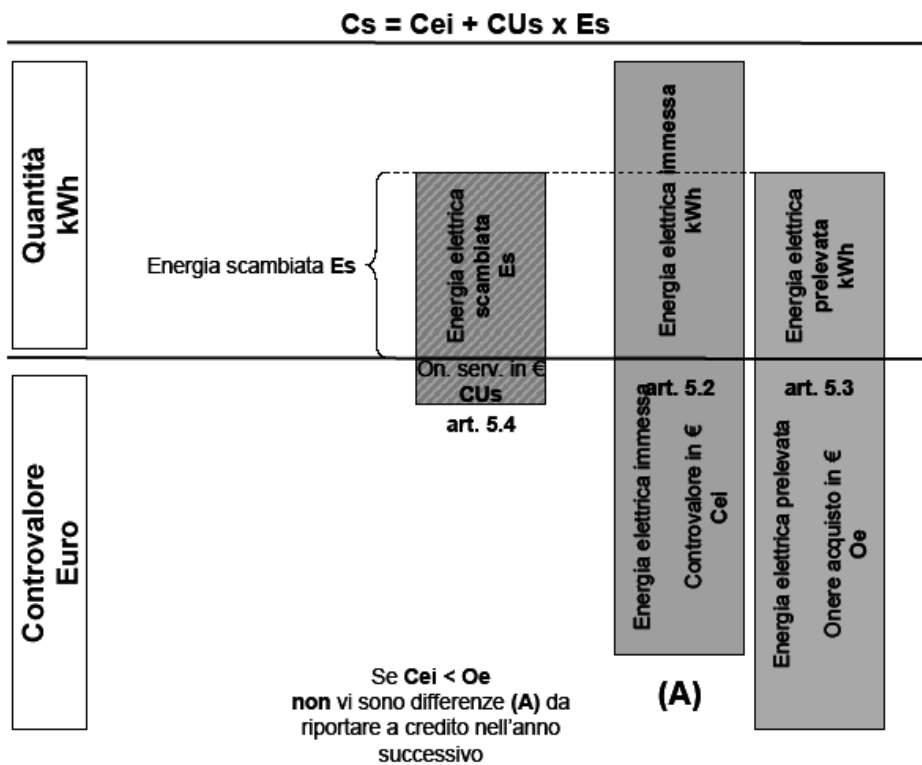 Cs = Cei + CUs x Es
Quantità
kWh
Energia scambiata Es
Energia elettrica
scambiata
Es
Energia elettrica immessa
kWh
Energia elettrica
prelevata
kWh
On. serv. in €
CUs
art. 5.4
art. 5.2
art. 5.3
Controvalore
Euro
Energia elettrica immessa
Controvalore in €
Cei
Energia elettrica prelevata
Onere acquisto in €
Oe
Se Cei < Oe
non vi sono differenze (A) da
riportare a credito nell'anno
successivo
(A)